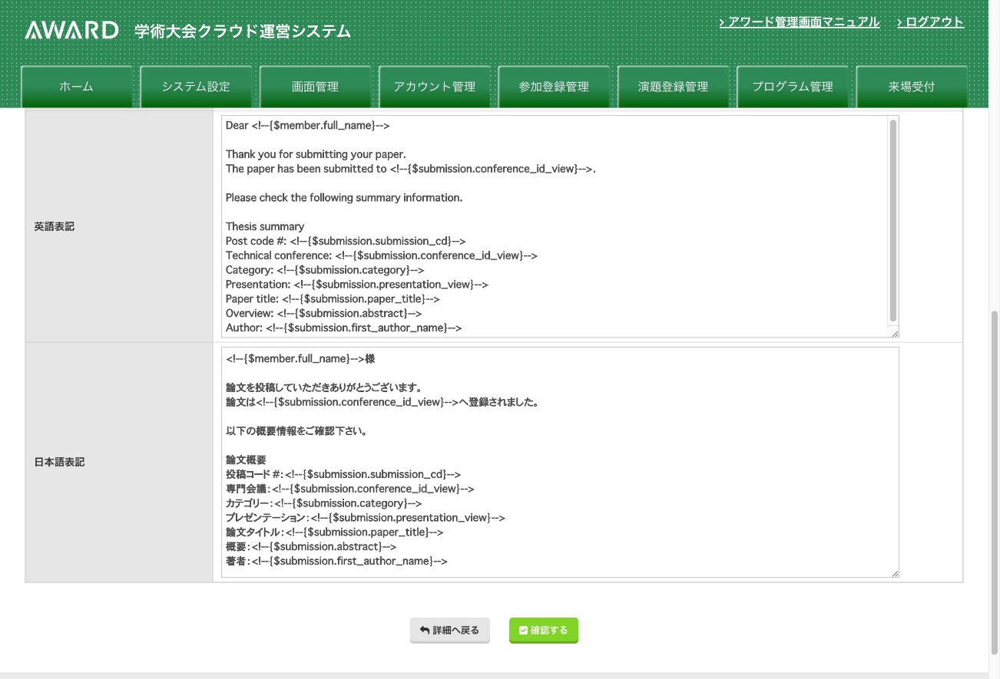 AWARD 学術大会クラウド運営システム
> アワード管理画面マニュアル > ログアウト
ホーム システム設定 画面管理 アカウント管理 参加登録管理 演題登録管理 プログラム管理 来場受付
英語表記
Dear <!--{$member.full_name}-->
Thank you for submitting your paper.
The paper has been submitted to <!--{$submission.conference_id_view}-->.
Please check the following summary information.
Thesis summary
Post code #: <!--{$submission.submission_cd}-->
Technical conference: <!--{$submission.conference_id_view}-->
Category: <!--{$submission.category}-->
Presentation: <!--{$submission.presentation_view}-->
Paper title: <!--{$submission.paper_title}-->
Overview: <!--{$submission.abstract}-->
Author: <!--{$submission.first_author_name}-->
日本語表記
<!--{$member.full_name}-->様
論文を投稿していただきありがとうございます。
論文は<!--{$submission.conference_id_view}-->へ登録されました。
以下の概要情報をご確認下さい。
論文概要
投稿コード #：<!--{$submission.submission_cd}-->
専門会議：<!--{$submission.conference_id_view}-->
カテゴリー：<!--{$submission.category}-->
プレゼンテーション：<!--{$submission.presentation_view}-->
論文タイトル：<!--{$submission.paper_title}-->
概要：<!--{$submission.abstract}-->
著者：<!--{$submission.first_author_name}-->
詳細へ戻る 確認する